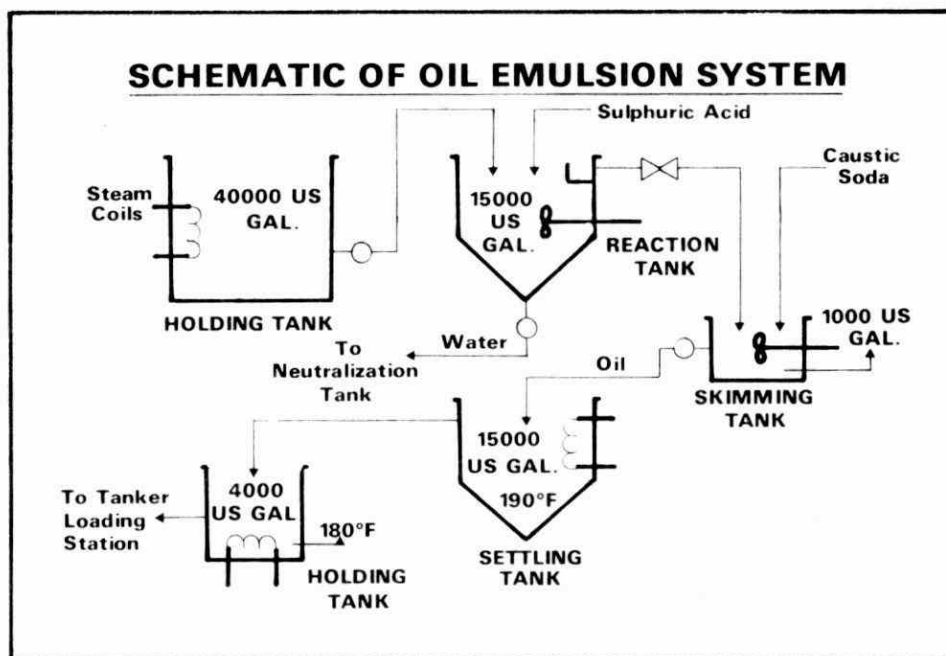 SCHEMATIC OF OIL EMULSION SYSTEM
Sulphuric Acid
Caustic
Soda
Steam
Coils
40000 US
GAL.
15000
US
GAL.
REACTION
TANK
HOLDING TANK
1000 US
GAL.
Water
To
Neutralization
Tank
Oil
SKIMMING
TANK
15000
US GAL.
190°F
SETTLING
TANK
4000
US GAL
180°F
To Tanker
Loading
Station
HOLDING
TANK